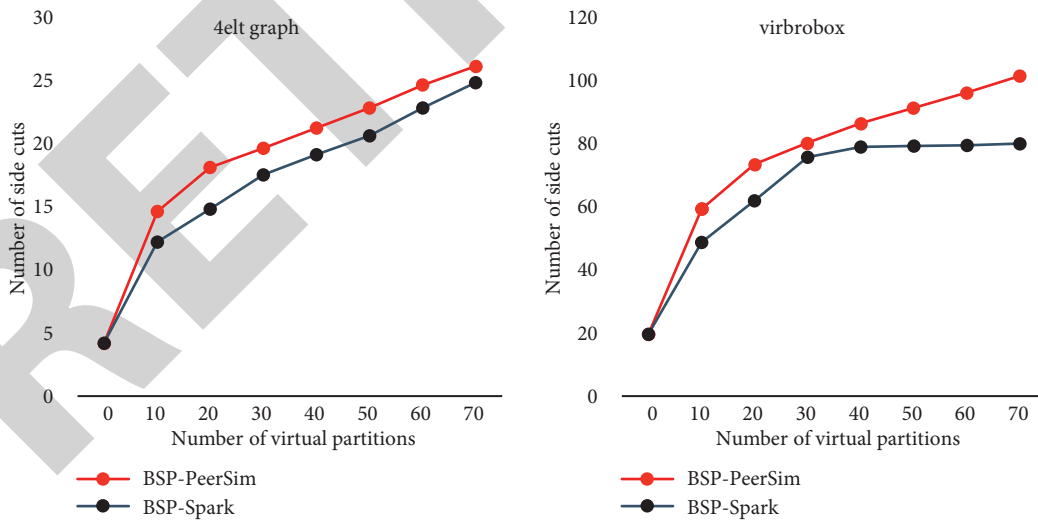 4elt graph
Number of side cuts
30
25
20
15
10
5
0
0 10 20 30 40 50 60 70
Number of virtual partitions
BSP-PeerSim
BSP-Spark
virbrobox
Number of side cuts
120
100
80
60
40
20
0
0 10 20 30 40 50 60 70
Number of virtual partitions
BSP-PeerSim
BSP-Spark
RET